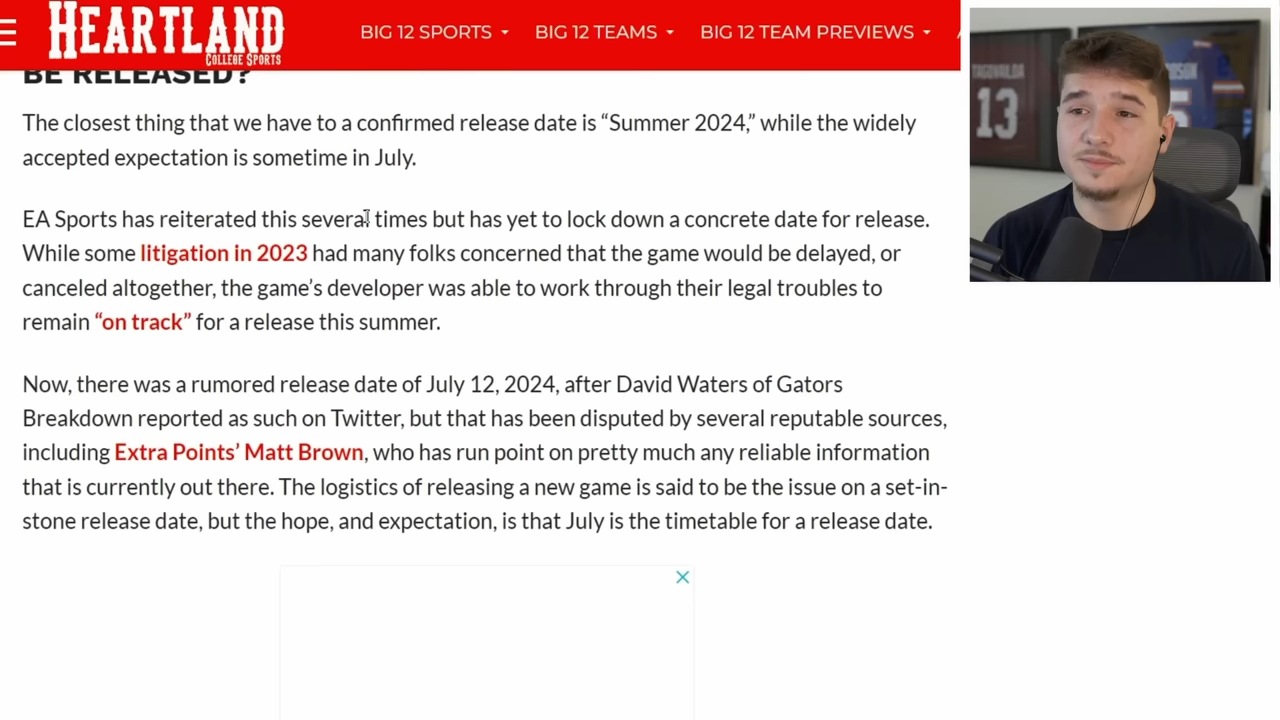 HEARTLAND
COLLEGE SPORTS
BIG 12 SPORTS
BIG 12 TEAMS
BIG 12 TEAM PREVIEWS
BE RELEASED?
The closest thing that we have to a confirmed release date is “Summer 2024,” while the widely
accepted expectation is sometime in July.
EA Sports has reiterated this several times but has yet to lock down a concrete date for release.
While some litigation in 2023 had many folks concerned that the game would be delayed, or
canceled altogether, the game’s developer was able to work through their legal troubles to
remain “on track” for a release this summer.
Now, there was a rumored release date of July 12, 2024, after David Waters of Gators
Breakdown reported as such on Twitter, but that has been disputed by several reputable sources,
including Extra Points’ Matt Brown, who has run point on pretty much any reliable information
that is currently out there. The logistics of releasing a new game is said to be the issue on a set-in-
stone release date, but the hope, and expectation, is that July is the timetable for a release date.
TAGOVAILOA
13